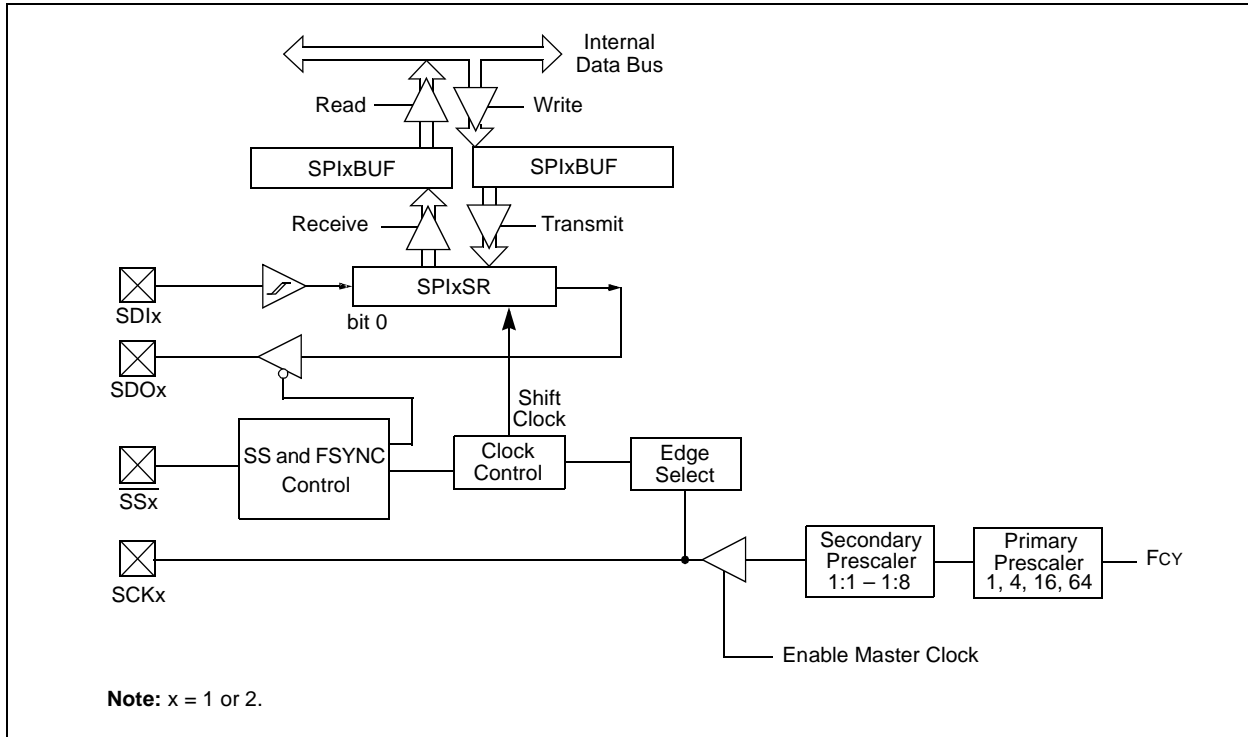 Internal
Data Bus
Read
Write
SPIxBUF
SPIxBUF
Receive
Transmit
SPIxSR
SDIx
bit 0
SDOx
Shift
Clock
SS and FSYNC
Control
Clock
Control
Edge
Select
SSx
Secondary
Prescaler
1:1 – 1:8
Primary
Prescaler
1, 4, 16, 64
FCY
SCKx
Enable Master Clock
Note: x = 1 or 2.